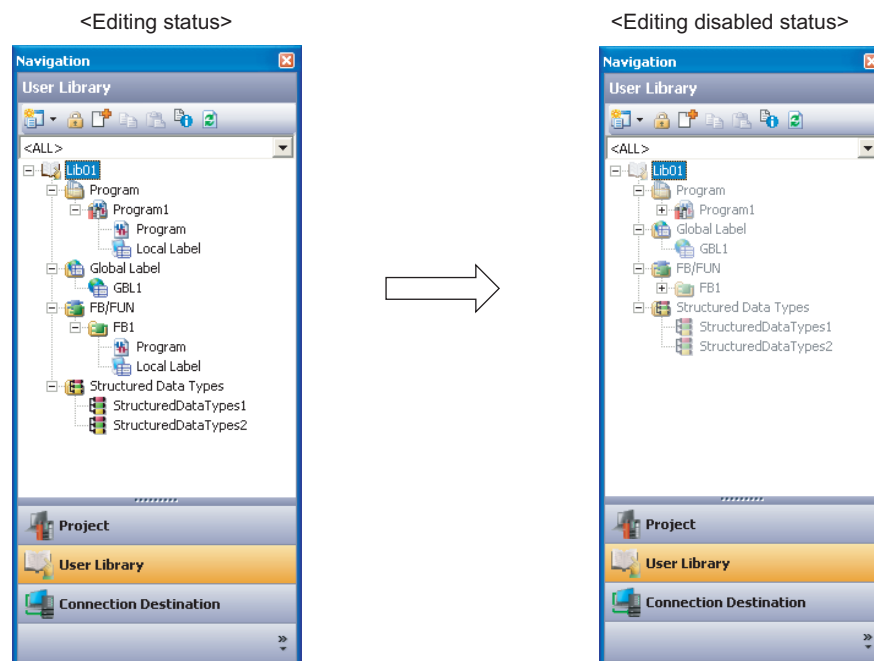 <Editing status>
Navigation
User Library
<ALL>
Lib01
Program
Program1
Program
Local Label
Global Label
GBL1
FB/FUN
FB1
Program
Local Label
Structured Data Types
StructuredDataTypes1
StructuredDataTypes2
Project
User Library
Connection Destination
<Editing disabled status>
Navigation
User Library
<ALL>
Lib01
Program
Program1
Global Label
GBL1
FB/FUN
FB1
Structured Data Types
StructuredDataTypes1
StructuredDataTypes2
Project
User Library
Connection Destination